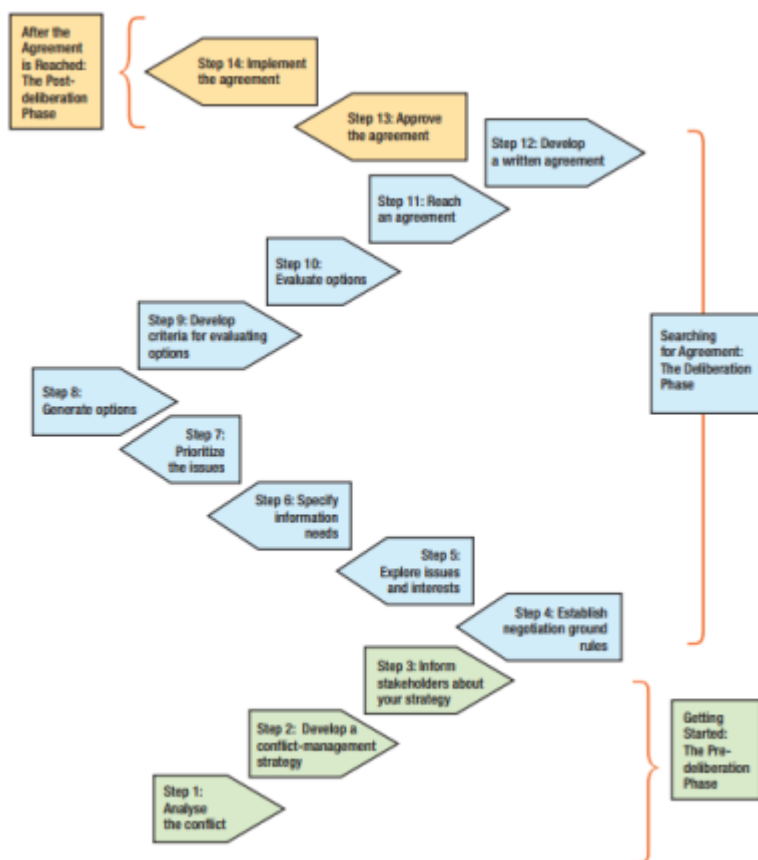 After the
Agreement
is Reached:
The Post-
deliberation
Phase
Step 14: Implement
the agreement
Step 13: Approve
the agreement
Step 12: Develop
a written agreement
Step 11: Reach
an agreement
Step 10:
Evaluate options
Step 9: Develop
criteria for evaluating
options
Searching
for Agreement:
The Deliberation
Phase
Step 8:
Generate options
Step 7:
Prioritize
the issues
Step 6: Specify
information
needs
Step 5:
Explore issues
and interests
Step 4: Establish
negotiation ground
rules
Step 3: Inform
stakeholders about
your strategy
Step 2: Develop a
conflict-management
strategy
Getting
Started:
The Pre-
deliberation
Phase
Step 1:
Analyse
the conflict